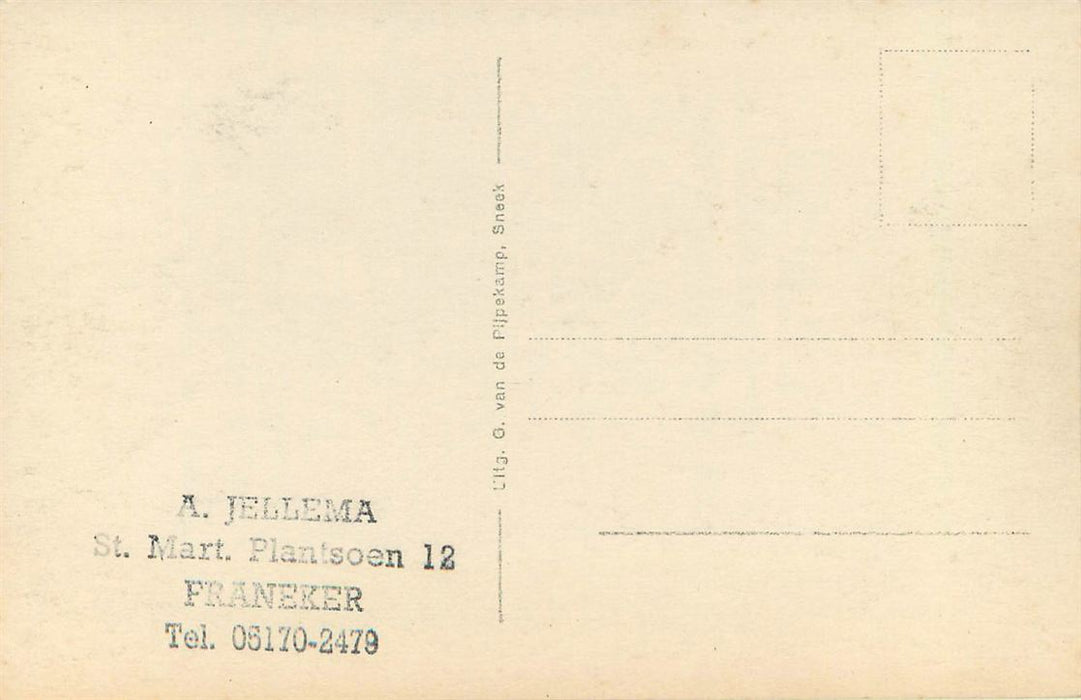 A. JELLEMA
St. Mart. Plantsoen 12
FRANEKER
Tel. 05170-2479
Uitg. G. van de Pijpekamp, Sneek